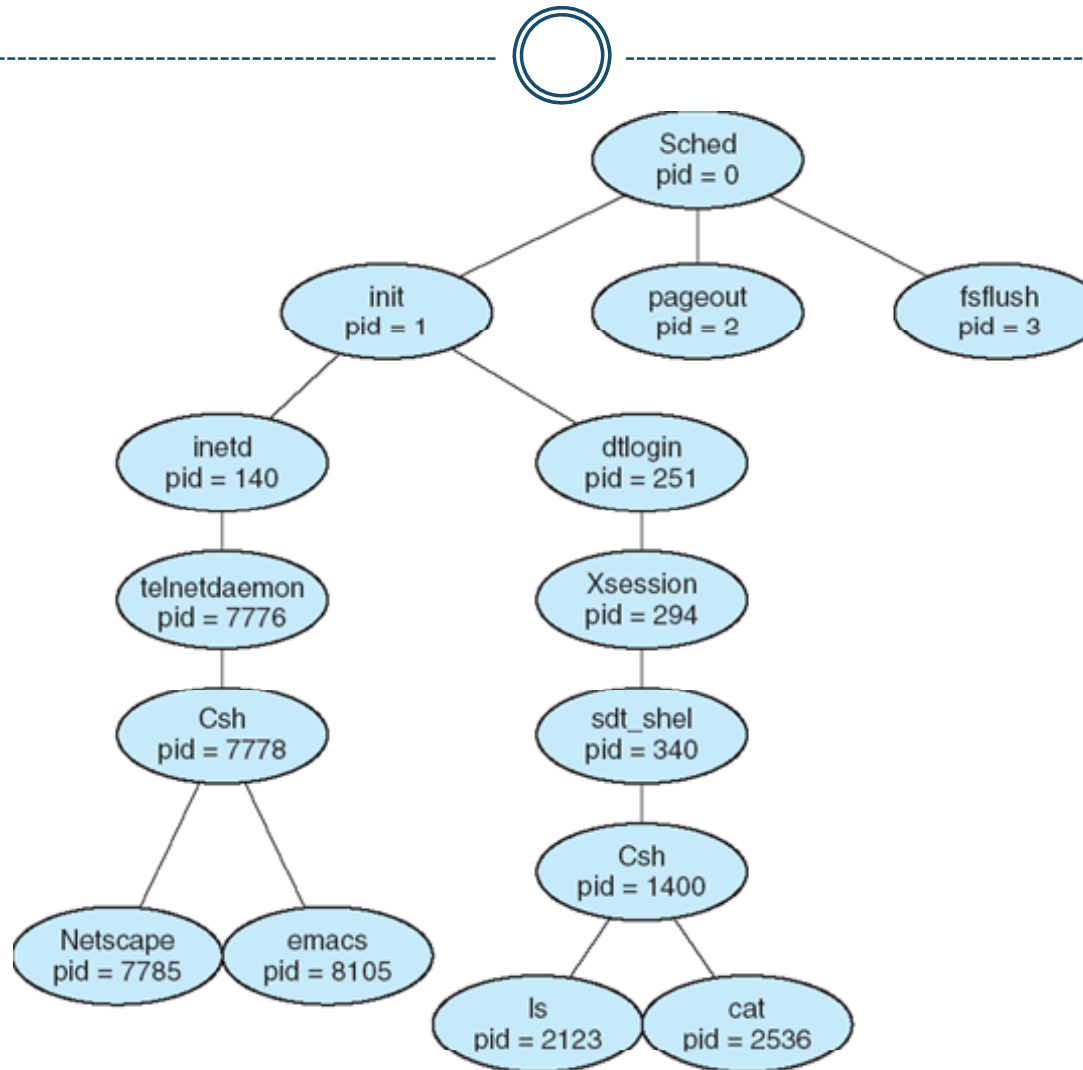 Sched
pid = 0
init
pid = 1
pageout
pid = 2
fsflush
pid = 3
inetd
pid = 140
dtlogin
pid = 251
telnetdaemon
pid = 7776
Xsession
pid = 294
Csh
pid = 7778
sdt_shel
pid = 340
Csh
pid = 1400
Netscape
pid = 7785
emacs
pid = 8105
ls
pid = 2123
cat
pid = 2536